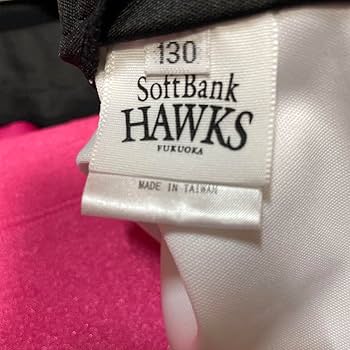 130
SoftBank
HAWKS
FUKUOKA
MADE IN TAIWAN